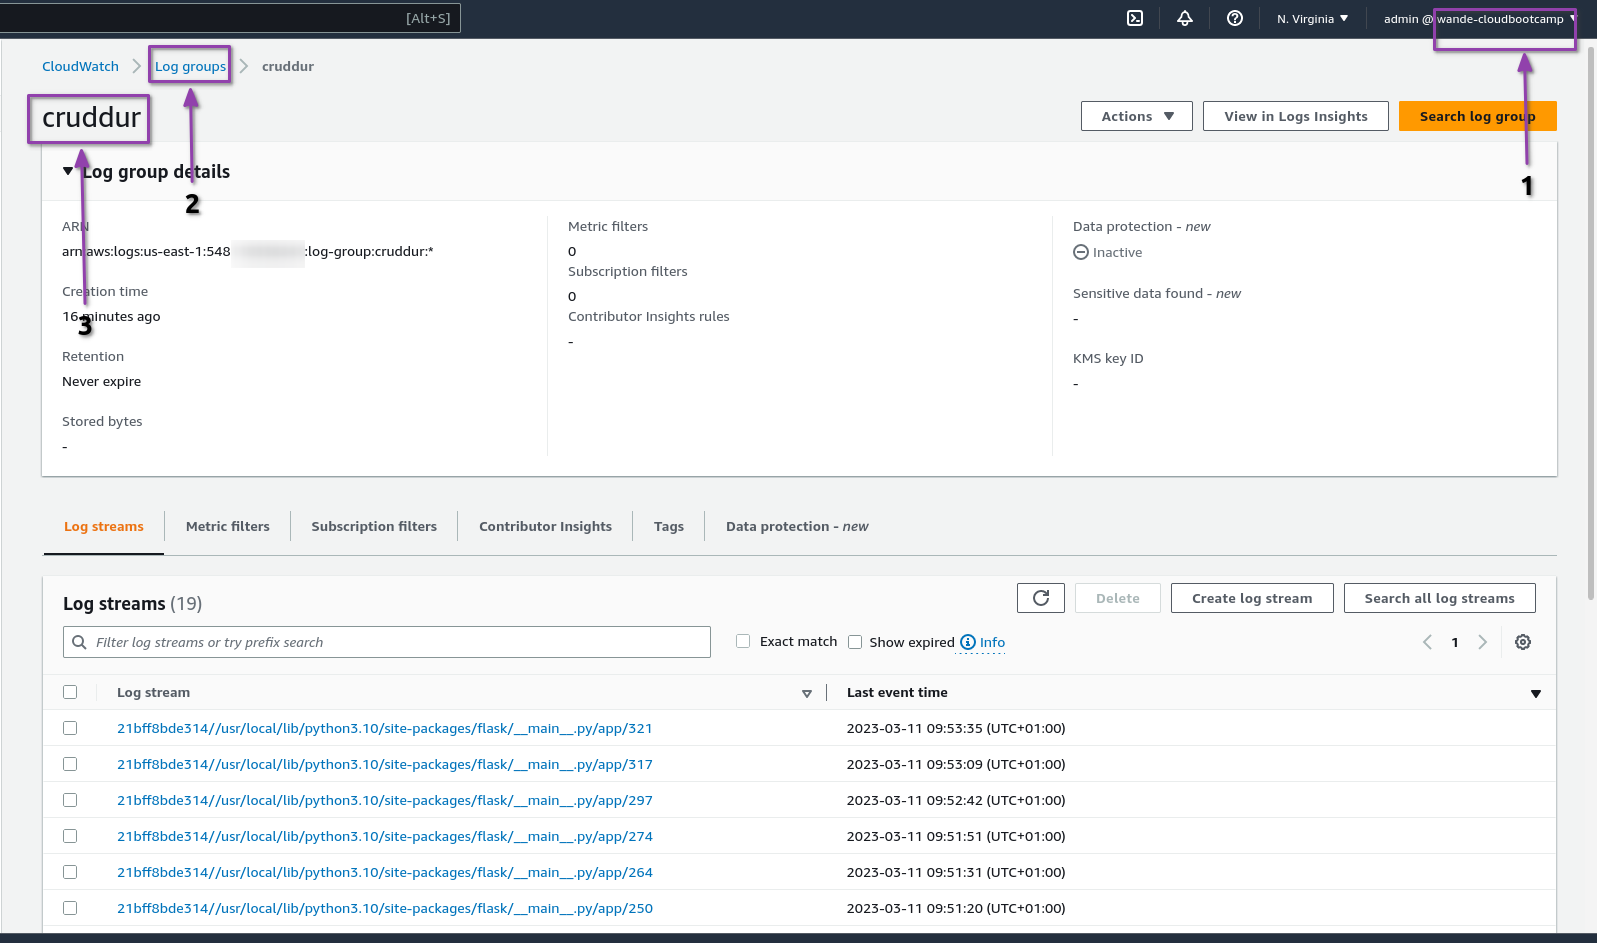 [Alt+S]
N. Virginia
admin @ wande-cloudbootcamp
CloudWatch
Log groups
cruddur
cruddur
Actions
View in Logs Insights
Search log group
Log group details
1
2
ARN
arn:aws:logs:us-east-1:548 :log-group:cruddur:*
Creation time
16 minutes ago
3
Retention
Never expire
Stored bytes
-
Metric filters
0
Subscription filters
0
Contributor Insights rules
-
Data protection - new
Inactive
Sensitive data found - new
-
KMS key ID
-
Log streams
Metric filters
Subscription filters
Contributor Insights
Tags
Data protection - new
Log streams (19)
Delete
Create log stream
Search all log streams
Filter log streams or try prefix search
Exact match
Show expired
Info
1
Log stream
Last event time
21bff8bde314//usr/local/lib/python3.10/site-packages/flask/__main__.py/app/321 2023-03-11 09:53:35 (UTC+01:00)
21bff8bde314//usr/local/lib/python3.10/site-packages/flask/__main__.py/app/317 2023-03-11 09:53:09 (UTC+01:00)
21bff8bde314//usr/local/lib/python3.10/site-packages/flask/__main__.py/app/297 2023-03-11 09:52:42 (UTC+01:00)
21bff8bde314//usr/local/lib/python3.10/site-packages/flask/__main__.py/app/274 2023-03-11 09:51:51 (UTC+01:00)
21bff8bde314//usr/local/lib/python3.10/site-packages/flask/__main__.py/app/264 2023-03-11 09:51:31 (UTC+01:00)
21bff8bde314//usr/local/lib/python3.10/site-packages/flask/__main__.py/app/250 2023-03-11 09:51:20 (UTC+01:00)